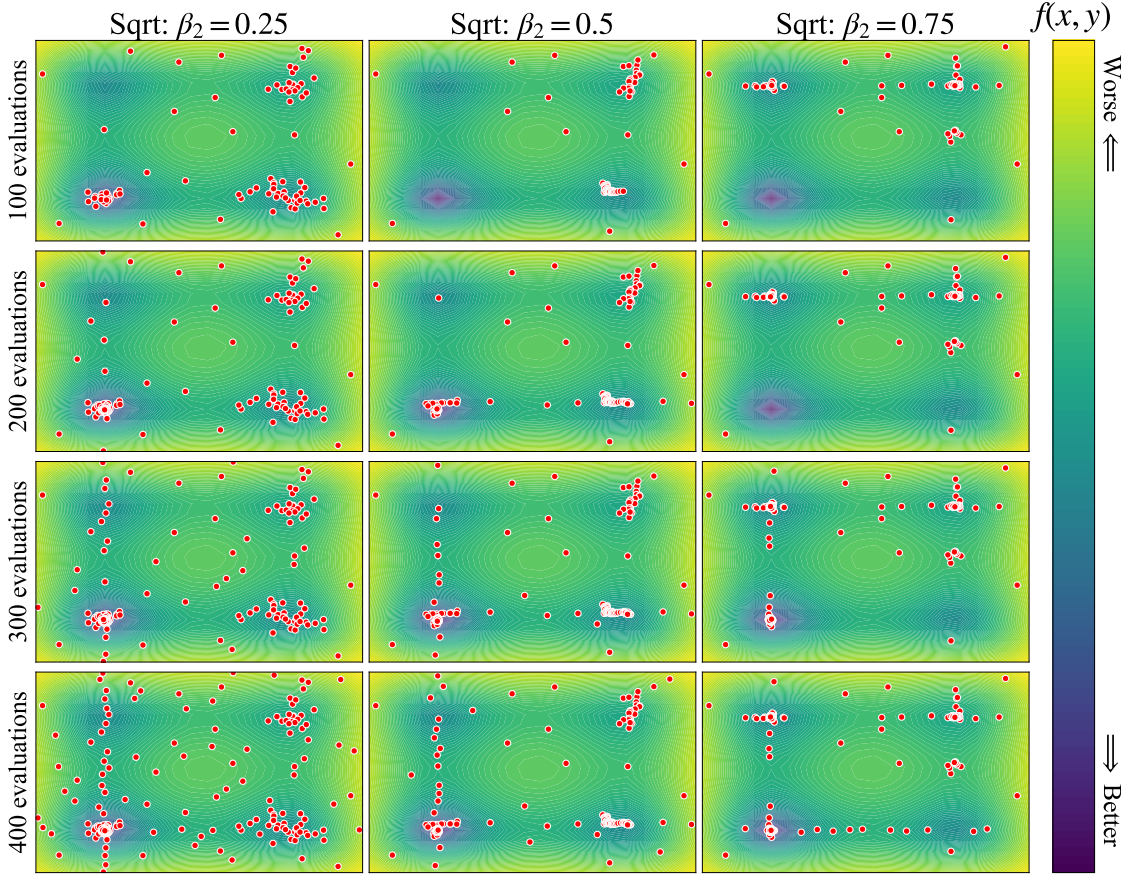 Sqrt: β₂ = 0.25
Sqrt: β₂ = 0.5
Sqrt: β₂ = 0.75
f(x, y)
100 evaluations
200 evaluations
300 evaluations
400 evaluations
Worse ⇐
⇒ Better